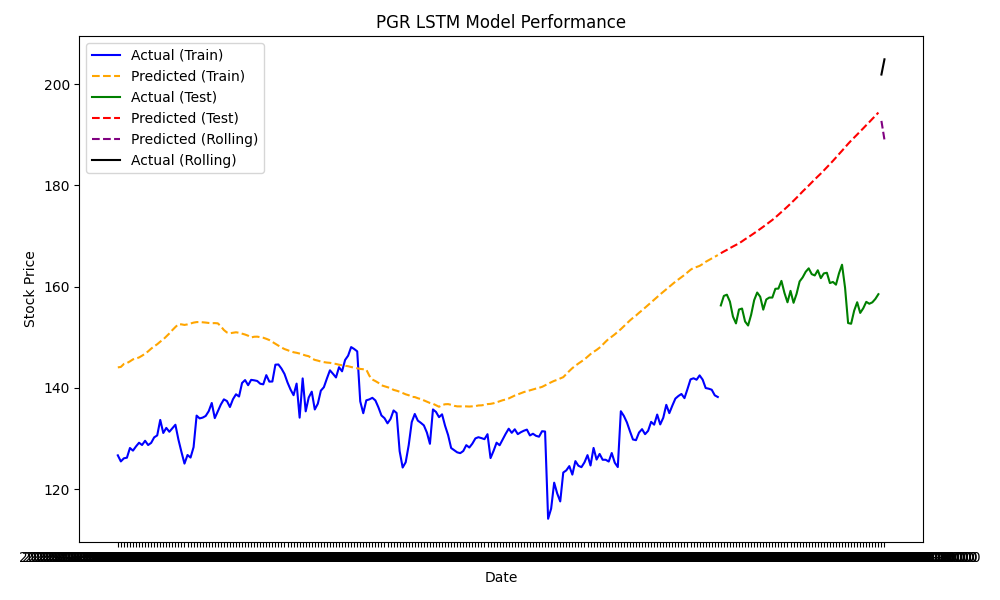 PGR LSTM Model Performance
Actual (Train)
Predicted (Train)
Actual (Test)
Predicted (Test)
Predicted (Rolling)
Actual (Rolling)
Stock Price
200
180
160
140
120
Date